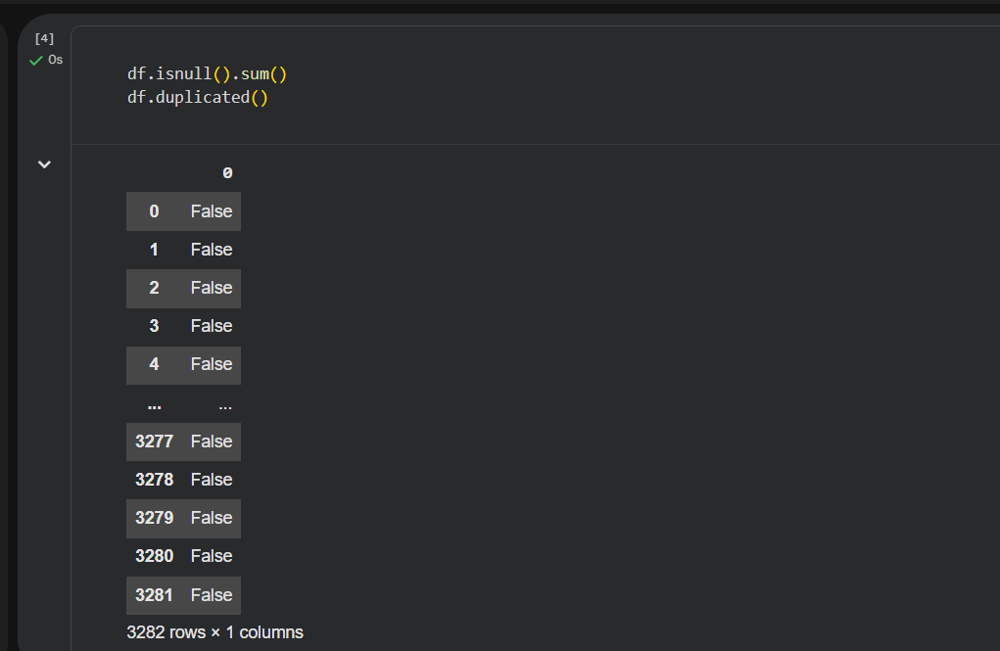 [4]
0s
df.isnull().sum()
df.duplicated()
0
0 False
1 False
2 False
3 False
4 False
... ...
3277 False
3278 False
3279 False
3280 False
3281 False
3282 rows × 1 columns